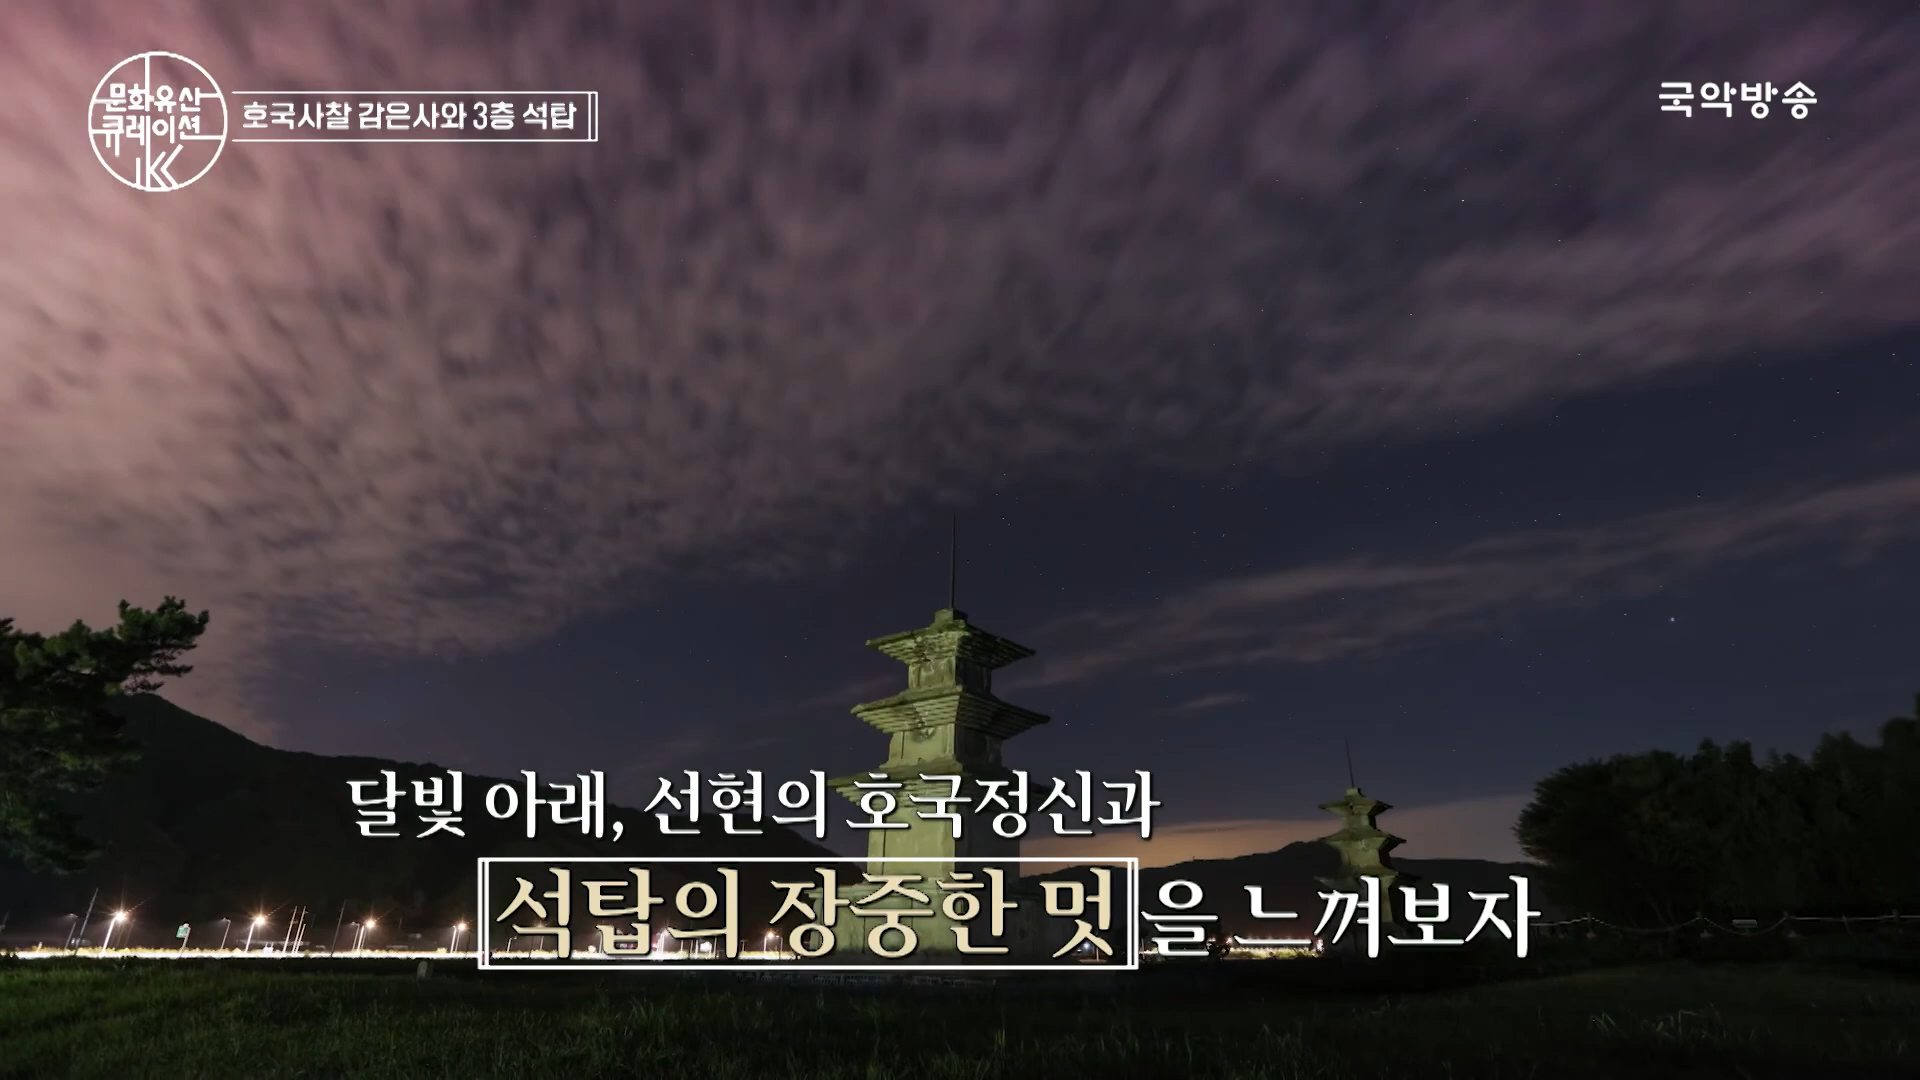 문화유산
큐레이션
호국사찰 감은사와 3층 석탑
국악방송
달빛 아래, 선현의 호국정신과
석탑의 장중한 멋을 느껴보자